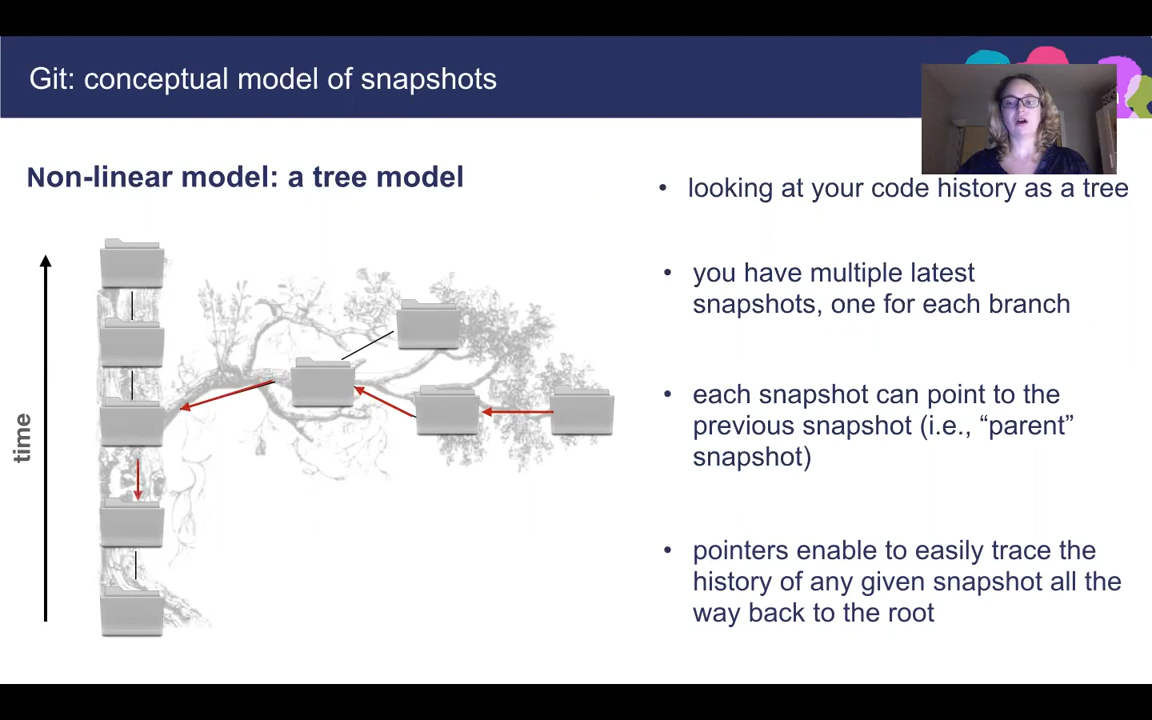 Git: conceptual model of snapshots
Non-linear model: a tree model
time
• looking at your code history as a tree
• you have multiple latest
snapshots, one for each branch
• each snapshot can point to the
previous snapshot (i.e., “parent”
snapshot)
• pointers enable to easily trace the
history of any given snapshot all the
way back to the root